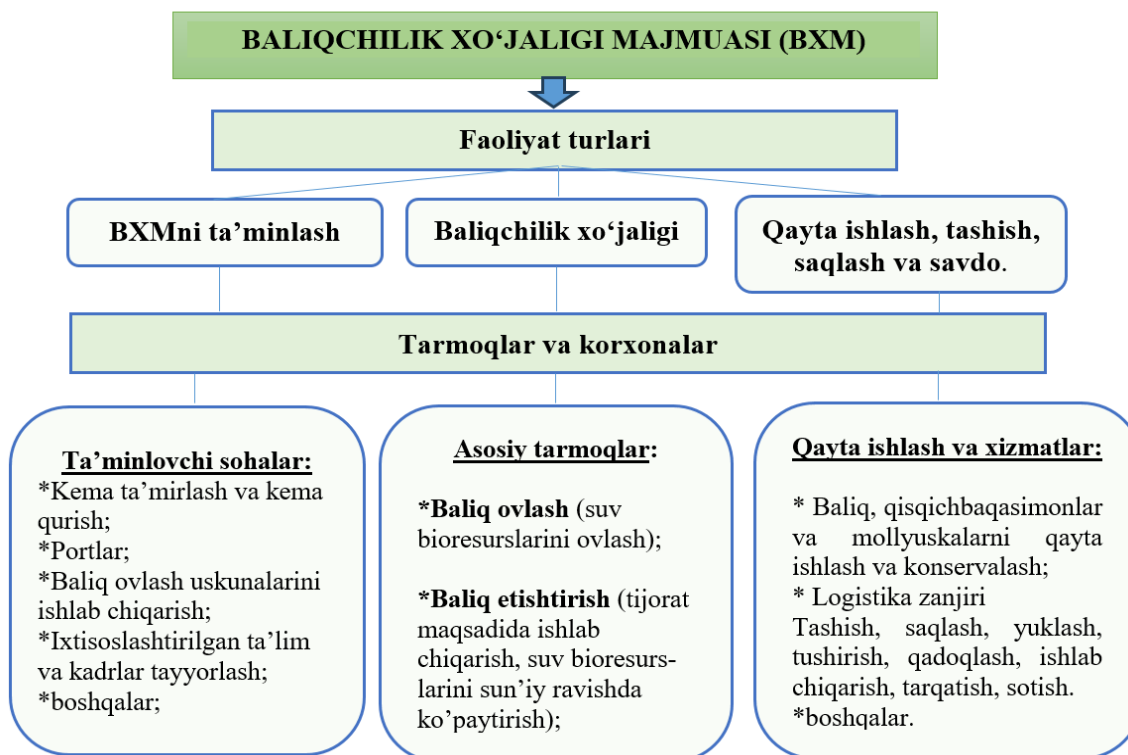 BALIQCHILIK XO‘JALIGI MAJMUASI (BXM)
Faoliyat turlari
BXMni ta’minlash
Baliqchilik xo‘jaligi
Qayta ishlash, tashish,
saqlash va savdo.
Tarmoqlar va korxonalar
Ta’minlovchi sohalar:
*Kema ta’mirlash va kema
qurish;
*Portlar;
*Baliq ovlash uskunalarini
ishlab chiqarish;
*Ixtisoslashtirilgan ta’lim
va kadrlar tayyorlash;
*boshqalar;
Asosiy tarmoqlar:
*Baliq ovlash (suv
bioresurslarini ovlash);
*Baliq etishtirish (tijorat
maqsadida ishlab
chiqarish, suv bioresurs-
larini sun’iy ravishda
ko’paytirish);
Qayta ishlash va xizmatlar:
* Baliq, qisqichbaqasimonlar
va mollyuskalarni qayta
ishlash va konservalash;
* Logistika zanjiri
Tashish, saqlash, yuklash,
tushirish, qadoqlash, ishlab
chiqarish, tarqatish, sotish.
*boshqalar.